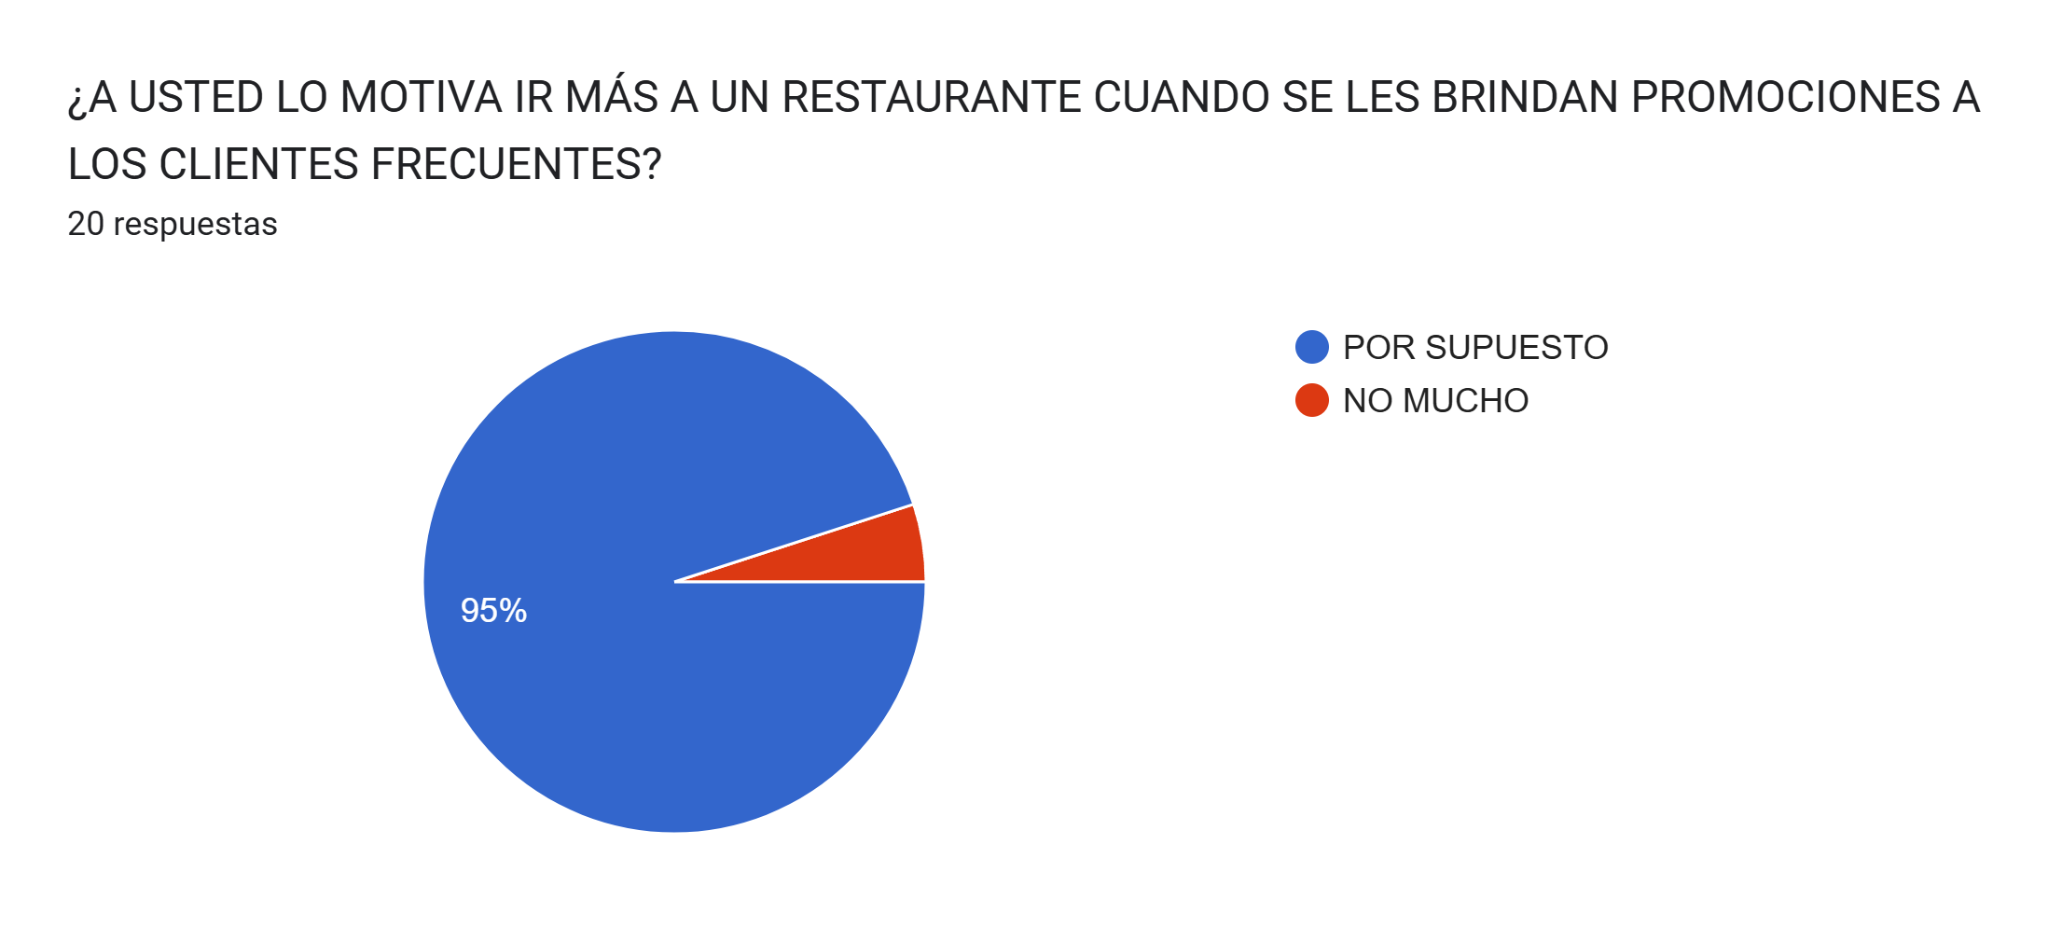 ¿A USTED LO MOTIVA IR MÁS A UN RESTAURANTE CUANDO SE LES BRINDAN PROMOCIONES A
LOS CLIENTES FRECUENTES?
20 respuestas
POR SUPUESTO
NO MUCHO
95%